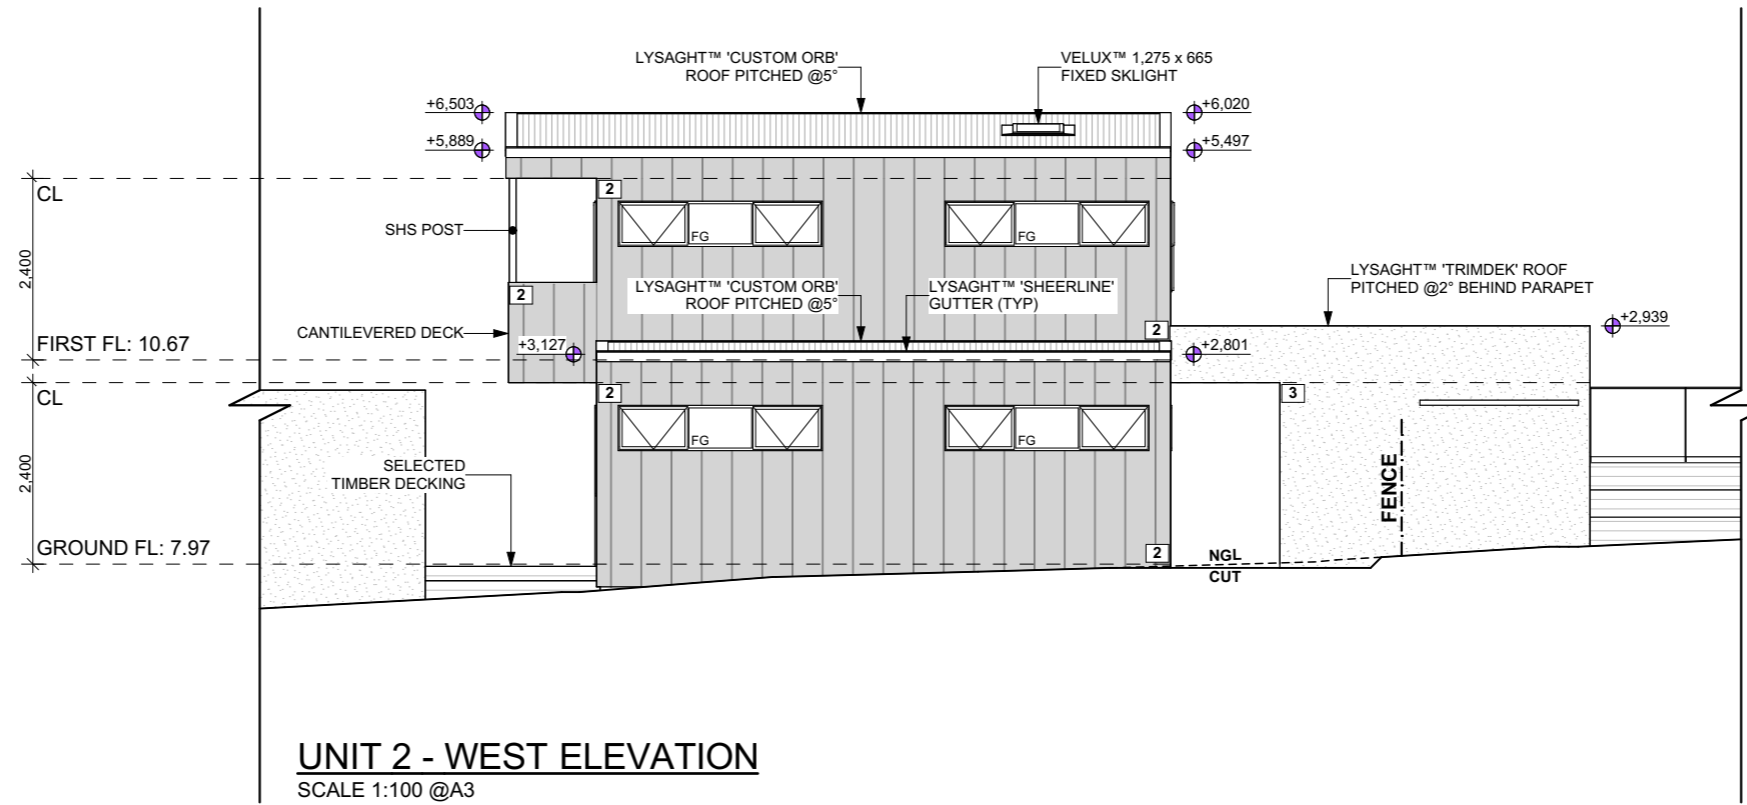 LYSAGHT™ 'CUSTOM ORB'
ROOF PITCHED @5°
VELUX™ 1,275 x 665
FIXED SKLIGHT
+6,503
+6,020
+5,889
+5,497
CL
2
SHS POST
FG
FG
2,400
LYSAGHT™ 'CUSTOM ORB'
ROOF PITCHED @5°
LYSAGHT™ 'SHEERLINE'
GUTTER (TYP)
LYSAGHT™ 'TRIMDEK' ROOF
PITCHED @2° BEHIND PARAPET
2
CANTILEVERED DECK
2
+2,939
FIRST FL: 10.67
+3,127
+2,801
CL
2
3
FG
FG
2,400
SELECTED
TIMBER DECKING
FENCE
GROUND FL: 7.97
2
NGL
CUT
UNIT 2 - WEST ELEVATION
SCALE 1:100 @A3